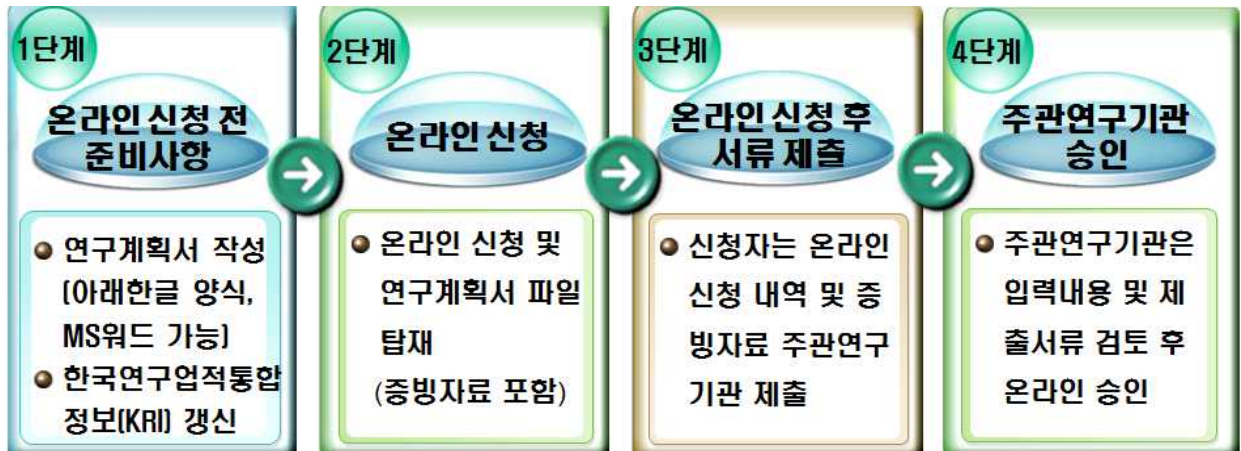 1단계
온라인 신청 전
준비사항
연구계획서 작성
(아래한글 양식,
MS워드 가능)
한국연구업적통합
정보(KRI) 갱신
2단계
온라인 신청
온라인 신청 및
연구계획서 파일
탑재
(증빙자료 포함)
3단계
온라인 신청 후
서류 제출
신청자는 온라인
신청 내역 및 증
빙자료 주관연구
기관 제출
4단계
주관연구기관
승인
주관연구기관은
입력내용 및 제
출서류 검토 후
온라인 승인